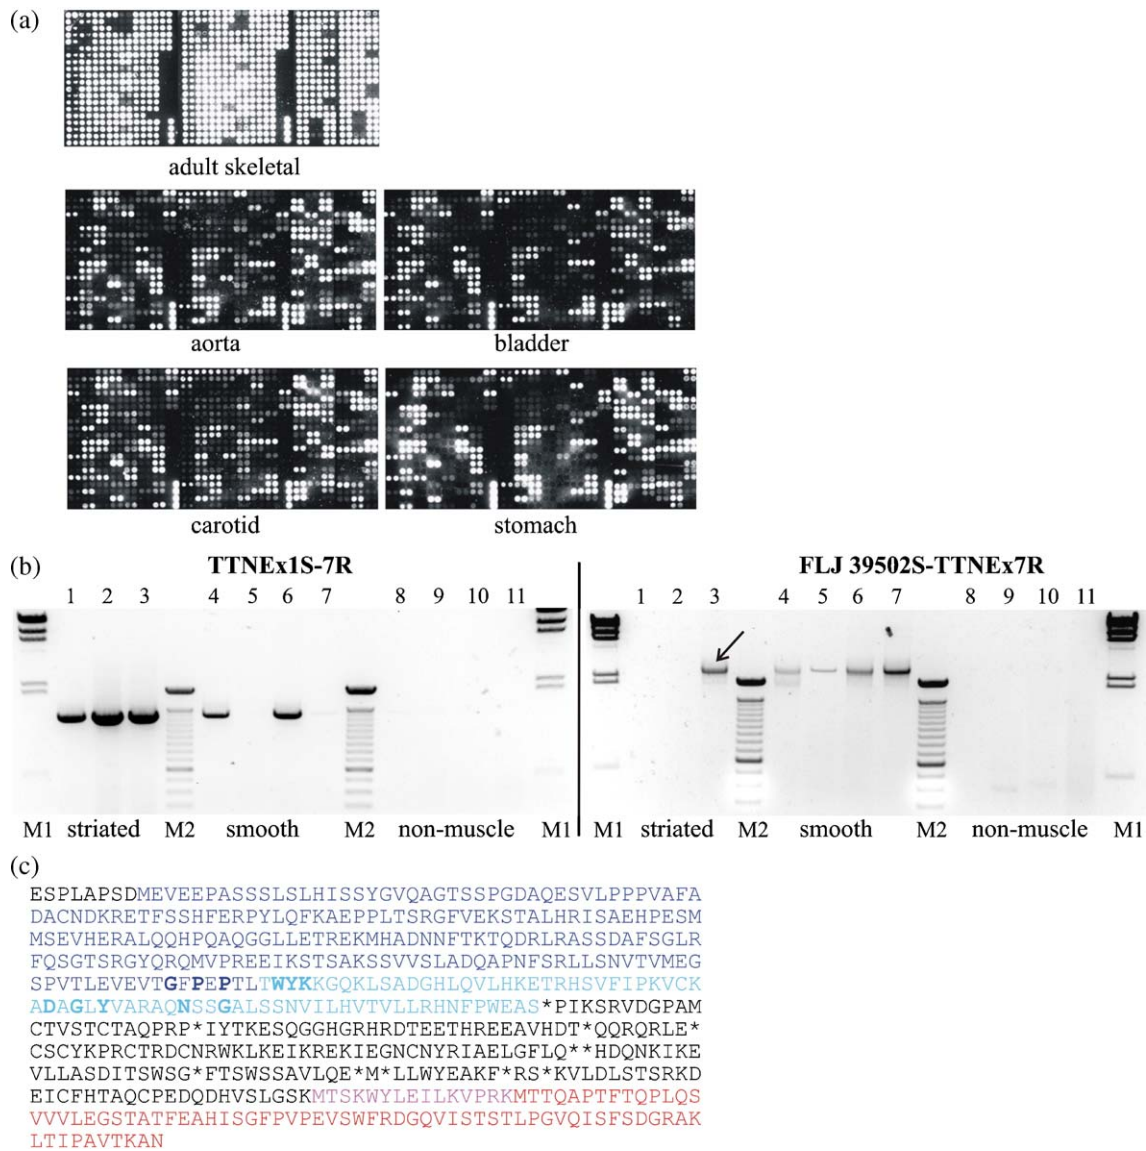 (a)
adult skeletal
aorta bladder
carotid stomach
(b) TTNEx1S-7R FLJ 39502S-TTNEx7R
1 2 3 4 5 6 7 8 9 10 11 1 2 3 4 5 6 7 8 9 10 11
M1 striated M2 smooth M2 non-muscle M1 striated M2 smooth M2 non-muscle M1
(c)
ESPLAPSDMEVEEPASSSLSLHISSYGVQAGTSSPGDAQESVLPPPVAFA
DACNDKRETFSSHFERPYLQFKAEPPLTSRGFVEKSTALHRISAEHPESM
MSEVHERALQQHPQAQGGLLETREKMHADNNFTKTQDRLRASSDAFSGLR
FQSGTSRGYQRQMVPREEIKSTSAKSSVVSLADQAPNFSRLLSNVTVMEG
SPVTLEVEVTGFPEPTLTWYKKGQKLSADGHLQVLHKETRHSVFIPKVCK
ADAGLYVARAQNSSGALSSNVILHVTVLLRHNFPWEAS*PIKSRVDGPAM
CTVSTCTAQPRP*IYTKESQGGHGRHRDTEETHREEAVHDT*QQRQRLE*
CSCYKPRCTRDCNRWKLKEIKREKIEGNCNYRIAELGFLQ**HDQNKIKE
VLLASDITSWSG*FTSWSSAVLQE*M*LLWYEAKF*RS*KVLDLSTSRKD
EICFHTAQCPEDQDHVSLGSKMTSKWYLEILKVPRKMTTQAPTFTQPLQS
VVVLEGSTATFEAHISGFPVPEVSWFRDGQVISTSTLPGVQISFSDGRAK
LTIPAVTKAN